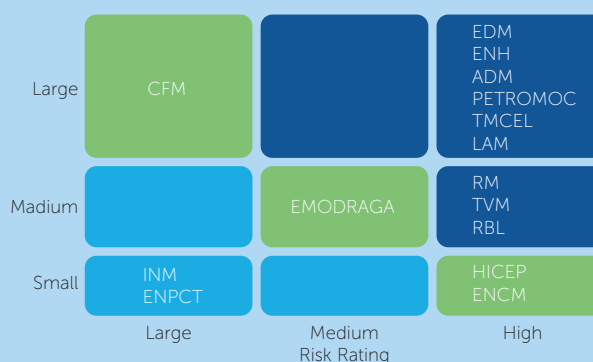 Large
CFM
EDM
ENH
ADM
PETROMOC
TMCEL
LAM
Madium
EMODRAGA
RM
TVM
RBL
Small
INM
ENPCT
HICEP
ENCM
Large
Medium
High
Risk Rating